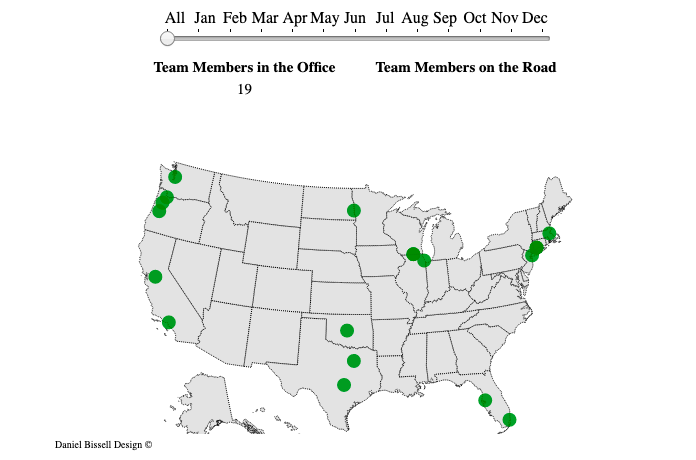 All Jan Feb Mar Apr May Jun Jul Aug Sep Oct Nov Dec
Team Members in the Office Team Members on the Road
19
Daniel Bissell Design ©